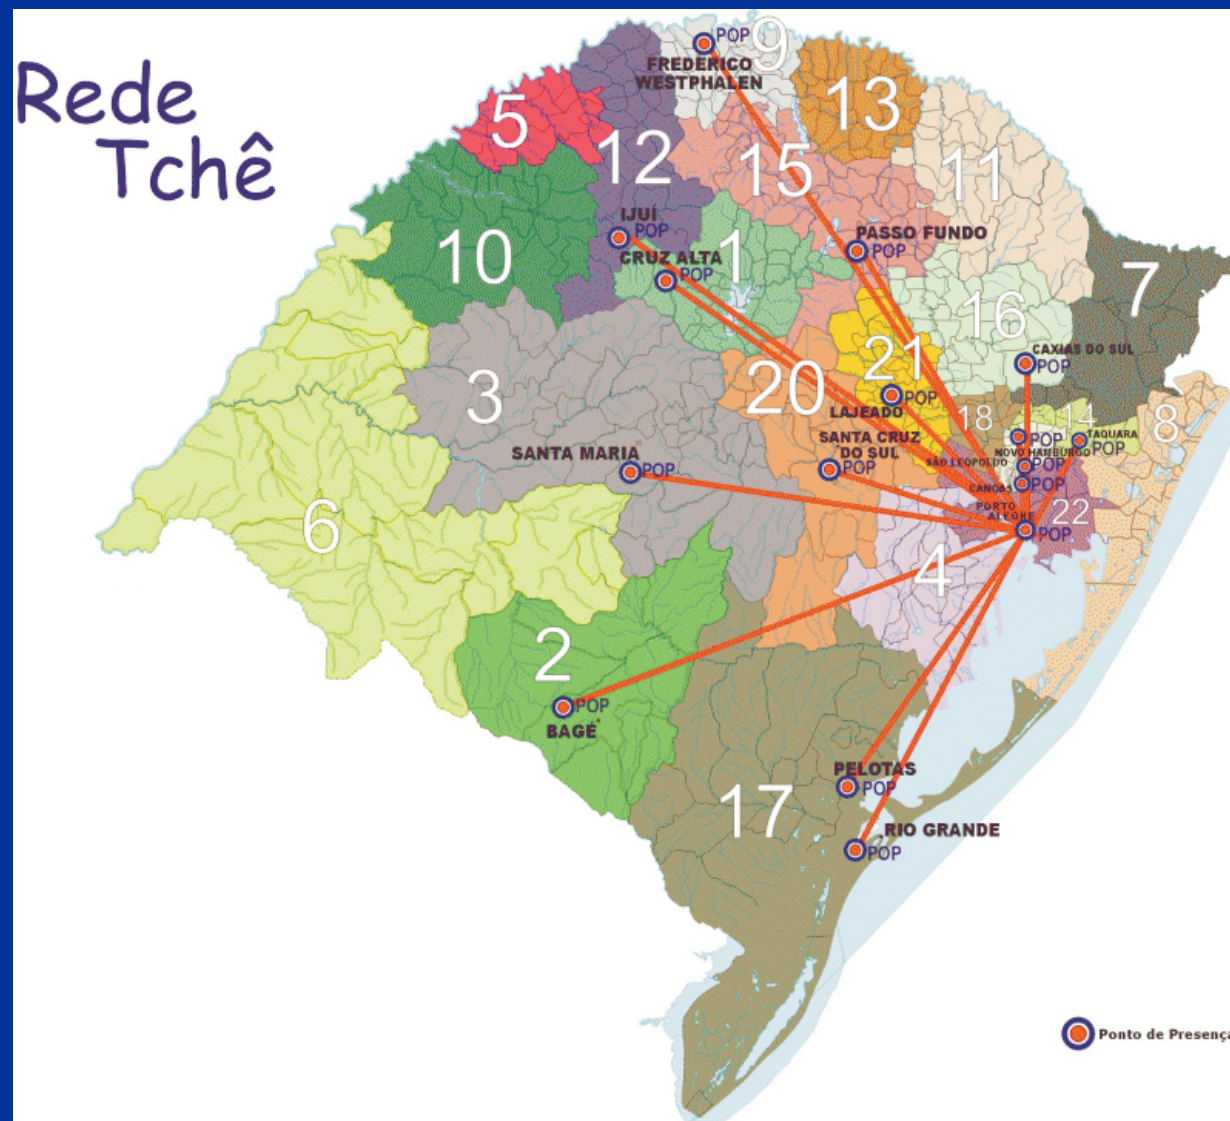 Rede
Tchê
POP
9
FREDERICO
WESTPHALEN
13
5
12
15
11
IJUÍ
POP
PASSO FUNDO
POP
10
CRUZ ALTA
POP
1
7
16
CAXIAS DO SUL
POP
21
3
20
LAJEADO
POP
18
14
8
SANTA CRUZ
DO SUL
POP
POP
TAQUARA
POP
NOVO HAMBURGO
SANTA MARIA
POP
SÃO LEOPOLDO
POP
CANOAS
POP
6
PORTO
ALEGRE
22
POP
4
2
POP
BAGÉ
PELOTAS
POP
17
RIO GRANDE
POP
Ponto de Presença